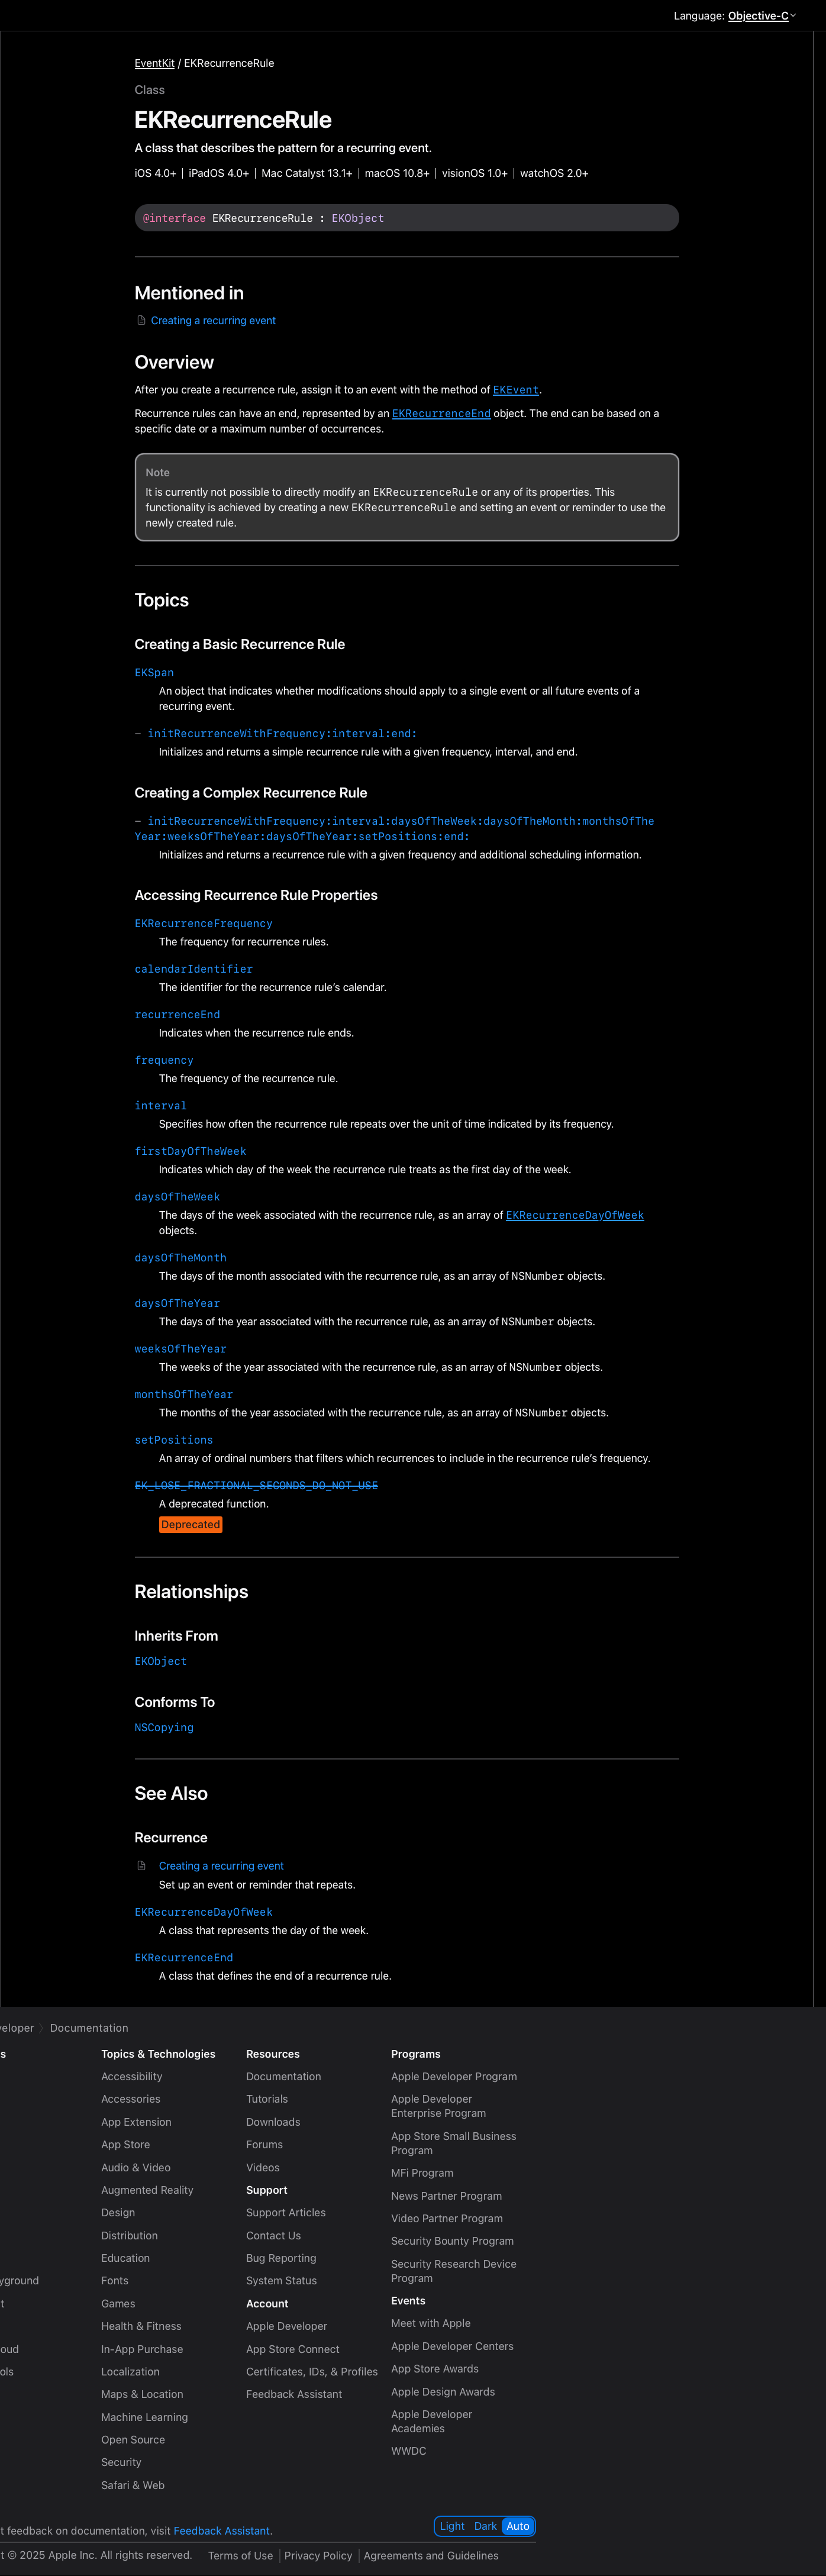 Language: Objective-C
EventKit / EKRecurrenceRule
Class
EKRecurrenceRule
A class that describes the pattern for a recurring event.
iOS 4.0+ | iPadOS 4.0+ | Mac Catalyst 13.1+ | macOS 10.8+ | visionOS 1.0+ | watchOS 2.0+
@interface EKRecurrenceRule : EKObject
Mentioned in
Creating a recurring event
Overview
After you create a recurrence rule, assign it to an event with the method of EKEvent.
Recurrence rules can have an end, represented by an EKRecurrenceEnd object. The end can be based on a
specific date or a maximum number of occurrences.
Note
It is currently not possible to directly modify an EKRecurrenceRule or any of its properties. This
functionality is achieved by creating a new EKRecurrenceRule and setting an event or reminder to use the
newly created rule.
Topics
Creating a Basic Recurrence Rule
EKSpan
An object that indicates whether modifications should apply to a single event or all future events of a
recurring event.
- initRecurrenceWithFrequency:interval:end:
Initializes and returns a simple recurrence rule with a given frequency, interval, and end.
Creating a Complex Recurrence Rule
- initRecurrenceWithFrequency:interval:daysOfTheWeek:daysOfTheMonth:monthsOfThe
Year:weeksOfTheYear:daysOfTheYear:setPositions:end:
Initializes and returns a recurrence rule with a given frequency and additional scheduling information.
Accessing Recurrence Rule Properties
EKRecurrenceFrequency
The frequency for recurrence rules.
calendarIdentifier
The identifier for the recurrence rule’s calendar.
recurrenceEnd
Indicates when the recurrence rule ends.
frequency
The frequency of the recurrence rule.
interval
Specifies how often the recurrence rule repeats over the unit of time indicated by its frequency.
firstDayOfTheWeek
Indicates which day of the week the recurrence rule treats as the first day of the week.
daysOfTheWeek
The days of the week associated with the recurrence rule, as an array of EKRecurrenceDayOfWeek
objects.
daysOfTheMonth
The days of the month associated with the recurrence rule, as an array of NSNumber objects.
daysOfTheYear
The days of the year associated with the recurrence rule, as an array of NSNumber objects.
weeksOfTheYear
The weeks of the year associated with the recurrence rule, as an array of NSNumber objects.
monthsOfTheYear
The months of the year associated with the recurrence rule, as an array of NSNumber objects.
setPositions
An array of ordinal numbers that filters which recurrences to include in the recurrence rule’s frequency.
EK_LOSE_FRACTIONAL_SECONDS_DO_NOT_USE
A deprecated function.
Deprecated
Relationships
Inherits From
EKObject
Conforms To
NSCopying
See Also
Recurrence
Creating a recurring event
Set up an event or reminder that repeats.
EKRecurrenceDayOfWeek
A class that represents the day of the week.
EKRecurrenceEnd
A class that defines the end of a recurrence rule.
veloper Documentation
s
yground
t
oud
ols
Topics & Technologies
Accessibility
Accessories
App Extension
App Store
Audio & Video
Augmented Reality
Design
Distribution
Education
Fonts
Games
Health & Fitness
In-App Purchase
Localization
Maps & Location
Machine Learning
Open Source
Security
Safari & Web
Resources
Documentation
Tutorials
Downloads
Forums
Videos
Support
Support Articles
Contact Us
Bug Reporting
System Status
Account
Apple Developer
App Store Connect
Certificates, IDs, & Profiles
Feedback Assistant
Programs
Apple Developer Program
Apple Developer
Enterprise Program
App Store Small Business
Program
MFi Program
News Partner Program
Video Partner Program
Security Bounty Program
Security Research Device
Program
Events
Meet with Apple
Apple Developer Centers
App Store Awards
Apple Design Awards
Apple Developer
Academies
WWDC
t feedback on documentation, visit Feedback Assistant.
Light Dark Auto
t © 2025 Apple Inc. All rights reserved. Terms of Use | Privacy Policy | Agreements and Guidelines